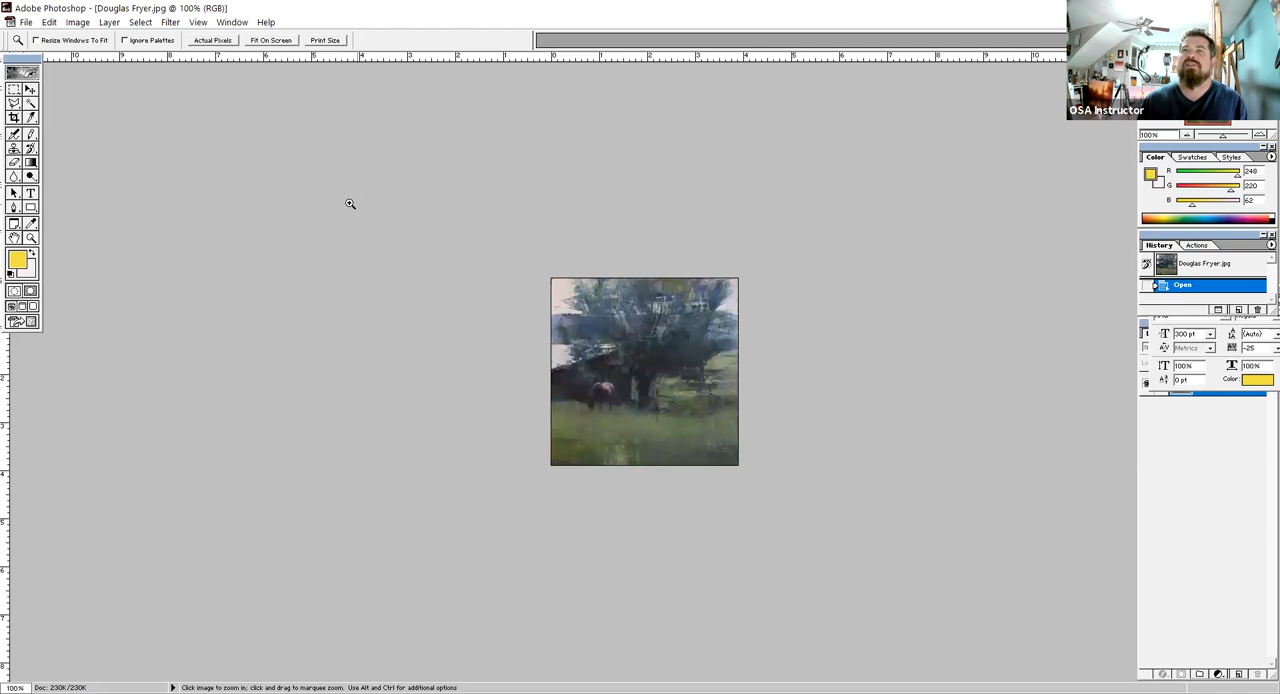 Adobe Photoshop - [Douglas Fryer.jpg @ 100% (RGB)]
File Edit Image Layer Select Filter View Window Help
Resize Windows To Fit Ignore Palettes Actual Pixels Fit On Screen Print Size
OSA Instructor
100%
Color Swatches Styles
R 248
G 220
B 62
History Actions
Douglas Fryer.jpg
Open
300 pt (Auto)
Metrics -25
100% 100%
0 pt Color:
100% Doc: 230K/230K Click image to zoom in; click and drag to marquee zoom. Use Alt and Ctrl for additional options